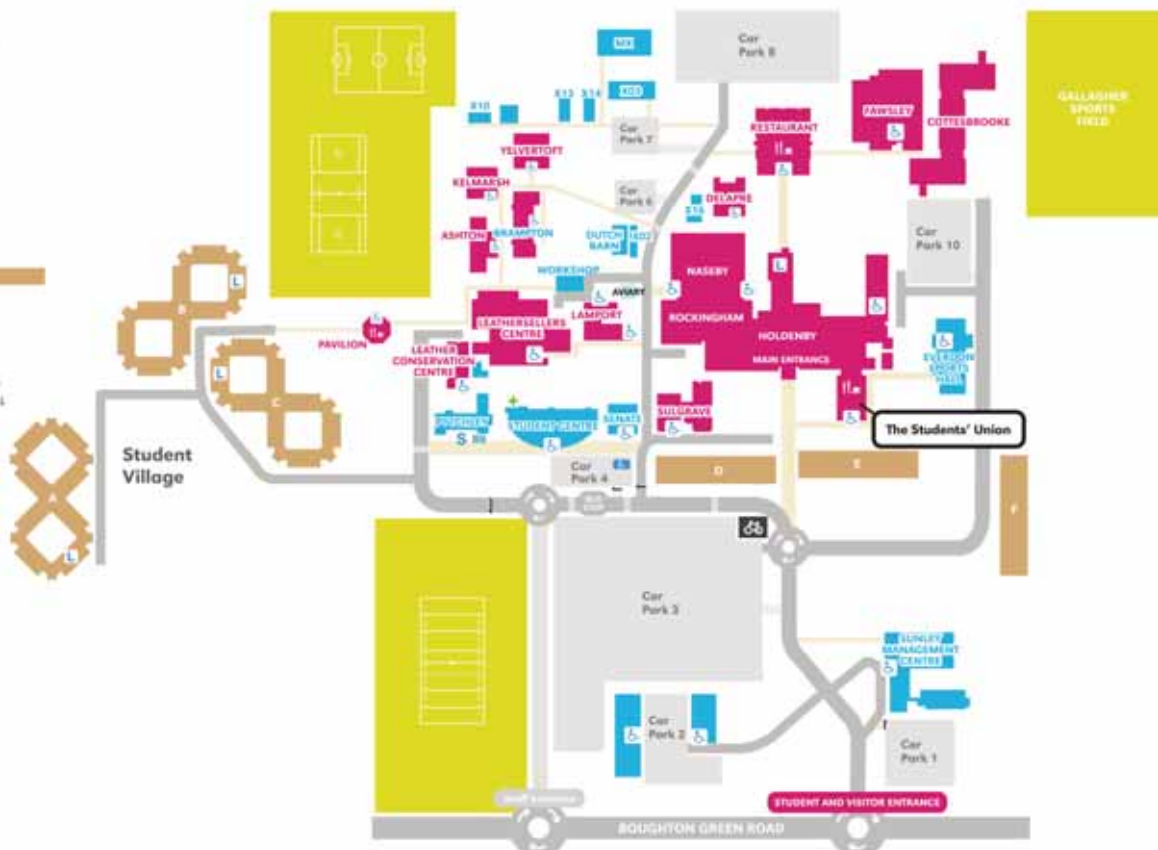 MX
Car
Park 8
X10
X13
X14
X03
GALLAGHER
SPORTS
FIELD
FAWSLEY
COTTESBROOKE
RESTAURANT
Car
Park 7
YELVERTOFT
KELMARSH
Car
Park 6
DELAPRE
X16
ASHTON
BRAMPTON
DUTCH
BARN
Car
Park 10
WORKSHOP
NASEBY
L
L
AVIARY
B
LEATHERSELLERS
CENTRE
LAMPORT
ROCKINGHAM
HOLDENBY
PAVILION
LEATHER
CONSERVATION
CENTRE
MAIN ENTRANCE
EVERDON
SPORTS
HALL
L
C
PYTCHLEY
STUDENT CENTRE
SENATE
SULGRAVE
The Students' Union
S
Student
Village
Car
Park 4
D
E
A
BUS
STOP
F
L
Car
Park 3
SUNLEY
MANAGEMENT
CENTRE
Car
Park 2
Car
Park 1
STUDENT AND VISITOR ENTRANCE
BOUGHTON GREEN ROAD